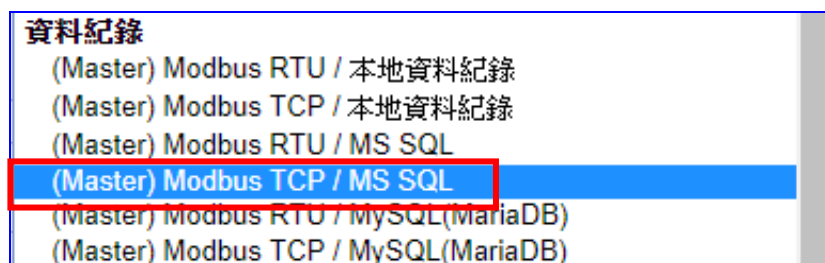 資料紀錄
(Master) Modbus RTU / 本地資料紀錄
(Master) Modbus TCP / 本地資料紀錄
(Master) Modbus RTU / MS SQL
(Master) Modbus TCP / MS SQL
(Master) Modbus RTU / MySQL(MariaDB)
(Master) Modbus TCP / MySQL(MariaDB)